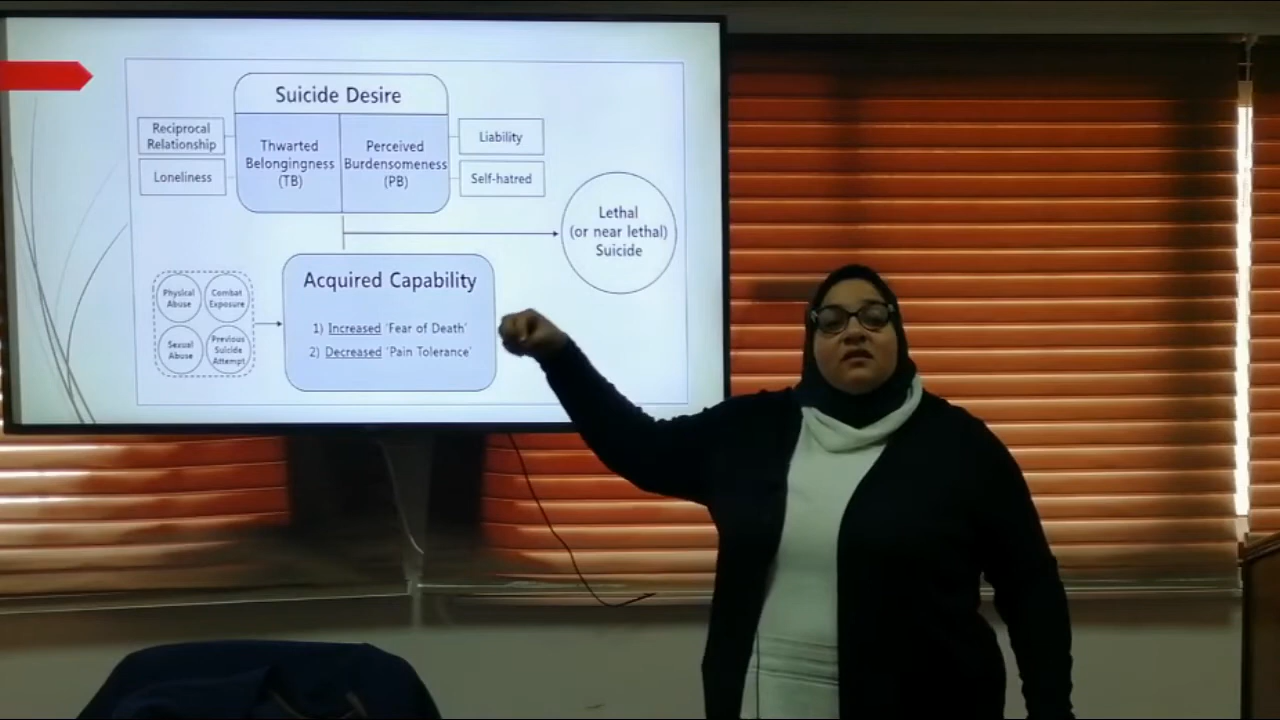 Suicide Desire
Reciprocal
Relationship
Loneliness
Thwarted
Belongingness
(TB)
Perceived
Burdensomeness
(PB)
Liability
Self-hatred
Lethal
(or near lethal)
Suicide
Physical
Abuse
Combat
Exposure
Sexual
Abuse
Previous
Suicide
Attempt
Acquired Capability
1) Increased 'Fear of Death'
2) Decreased 'Pain Tolerance'